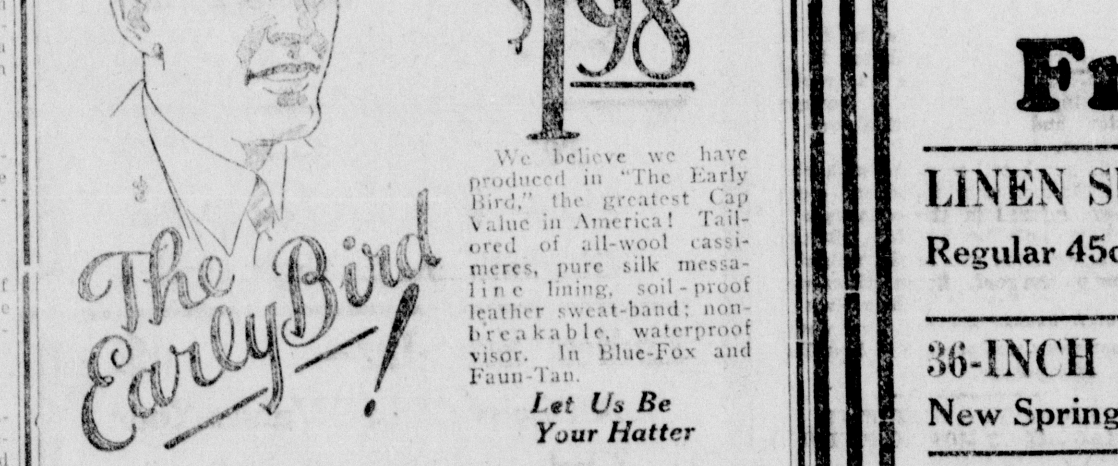 $1.98
The
Early Bird!
We believe we have
produced in "The Early
Bird," the greatest Cap
Value in America! Tail-
ored of all-wool cassi-
meres, pure silk messa-
line lining, soil-proof
leather sweat-band; non-
breakable, waterproof
visor. In Blue-Fox and
Faun-Tan.
Let Us Be
Your Hatter
LINEN
Regular 45c
36-INCH
New Spring